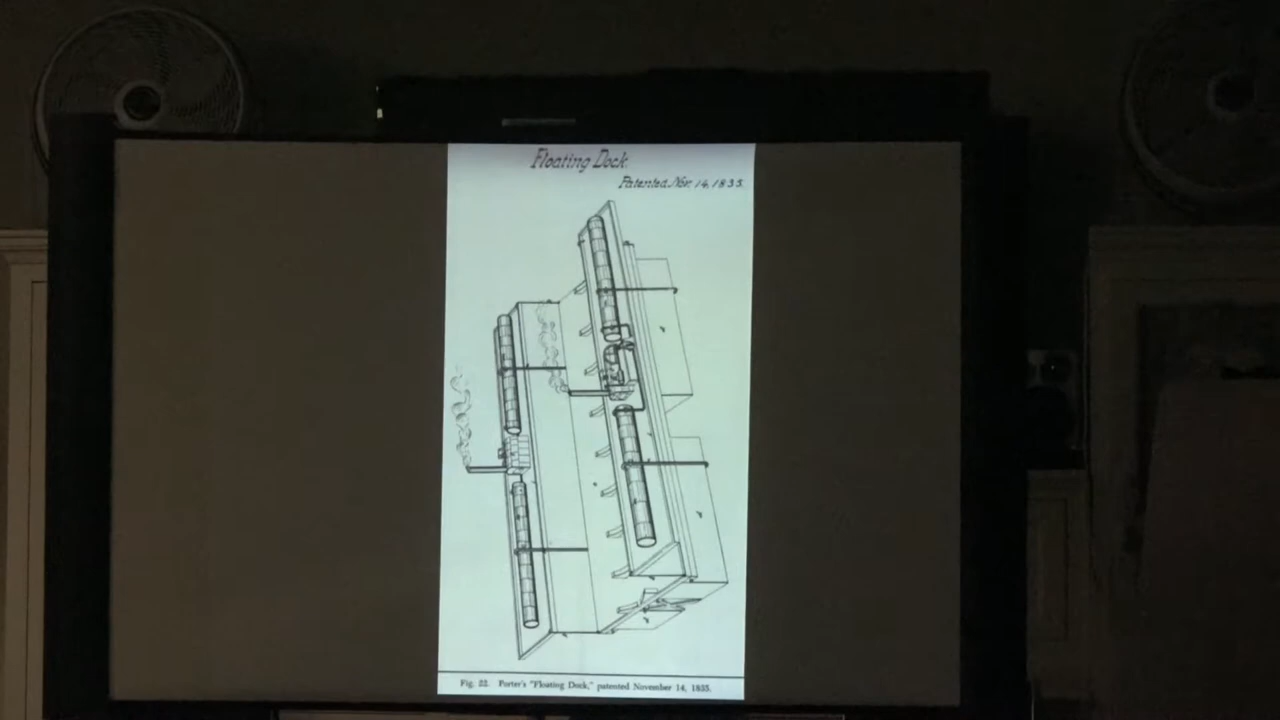 Floating Dock.
Patented Nov. 14, 1835.
Fig. 22. Porter's "Floating Dock," patented November 14, 1835.